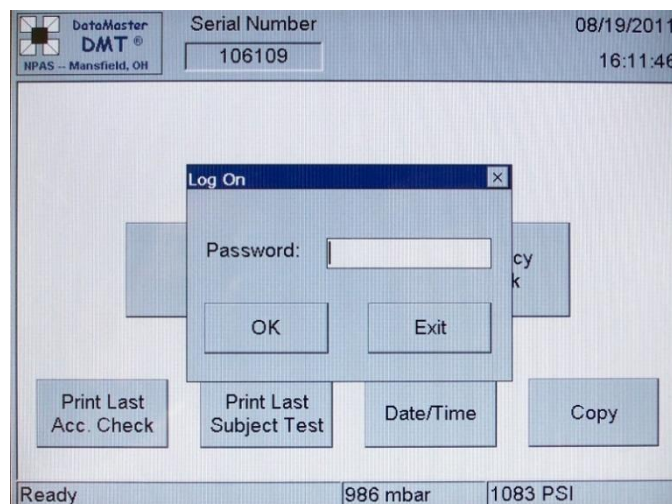 DataMaster
DMT ®
NPAS -- Mansfield, OH
Serial Number
106109
08/19/2011
16:11:46
Log On
Password:
cy
k
OK
Exit
Print Last
Acc. Check
Print Last
Subject Test
Date/Time
Copy
Ready
986 mbar
1083 PSI